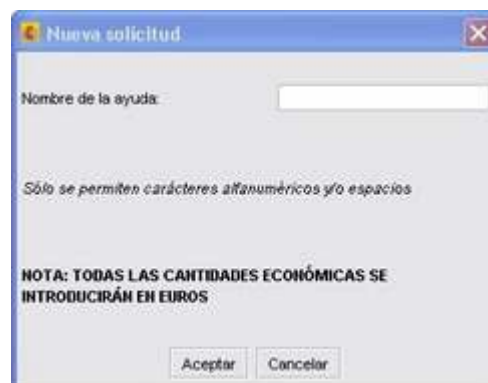 Nueva solicitud
Nombre de la ayuda:
Sólo se permiten carácteres alfanuméricos y/o espacios
NOTA: TODAS LAS CANTIDADES ECONÓMICAS SE
INTRODUCIRÁN EN EUROS
Aceptar Cancelar